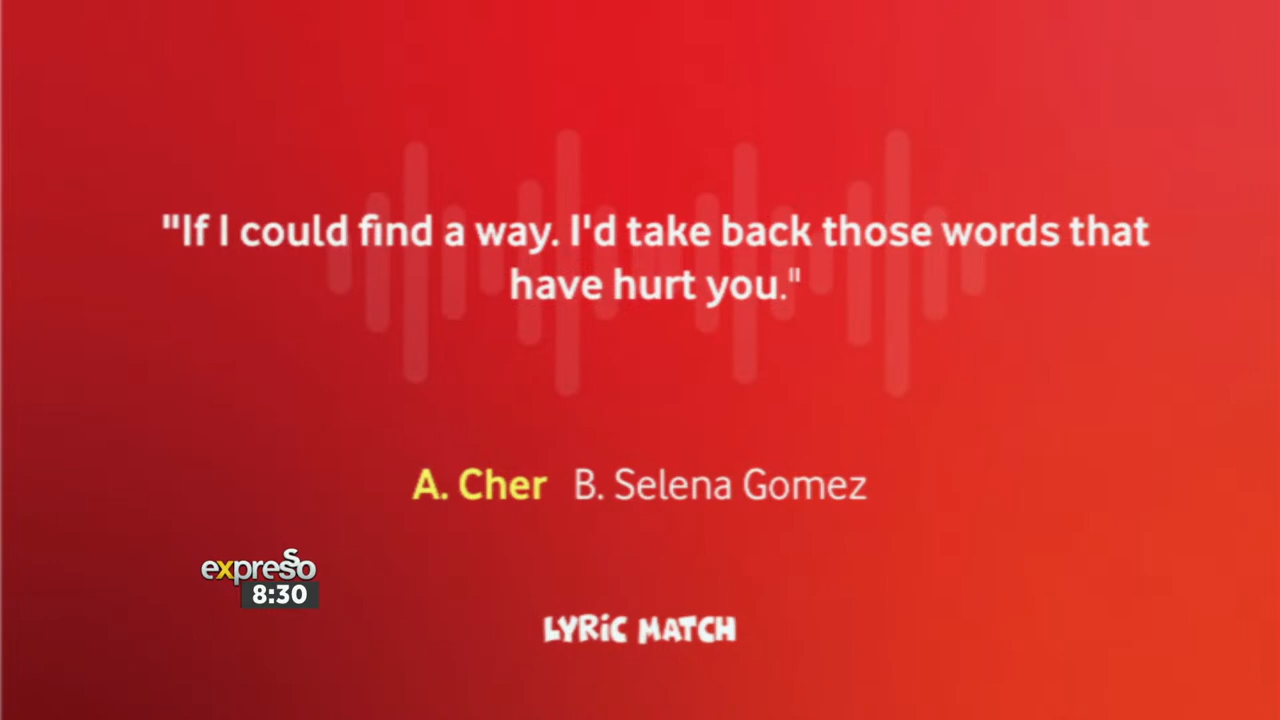 "If I could find a way. I'd take back those words that
have hurt you."
A. Cher B. Selena Gomez
expresso
8:30
LYRIC MATCH